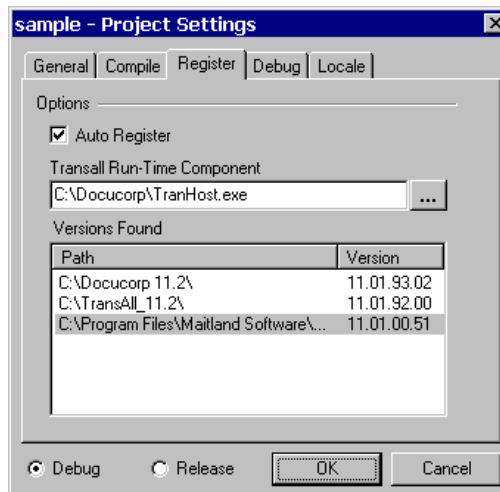 sample - Project Settings
General Compile Register Debug Locale
Options
Auto Register
Transall Run-Time Component
C:\Docucorp\TranHost.exe ...
Versions Found
Path Version
C:\Docucorp 11.2\ 11.01.93.02
C:\TransAll_11.2\ 11.01.92.00
C:\Program Files\Maitland Software\... 11.01.00.51
Debug Release OK Cancel